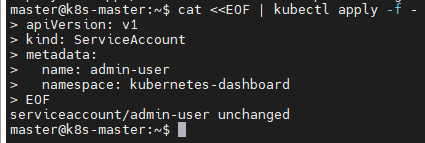 master@k8s-master:~$ cat <<EOF | kubectl apply -f -
> apiVersion: v1
> kind: ServiceAccount
> metadata:
>   name: admin-user
>   namespace: kubernetes-dashboard
> EOF
serviceaccount/admin-user unchanged
master@k8s-master:~$